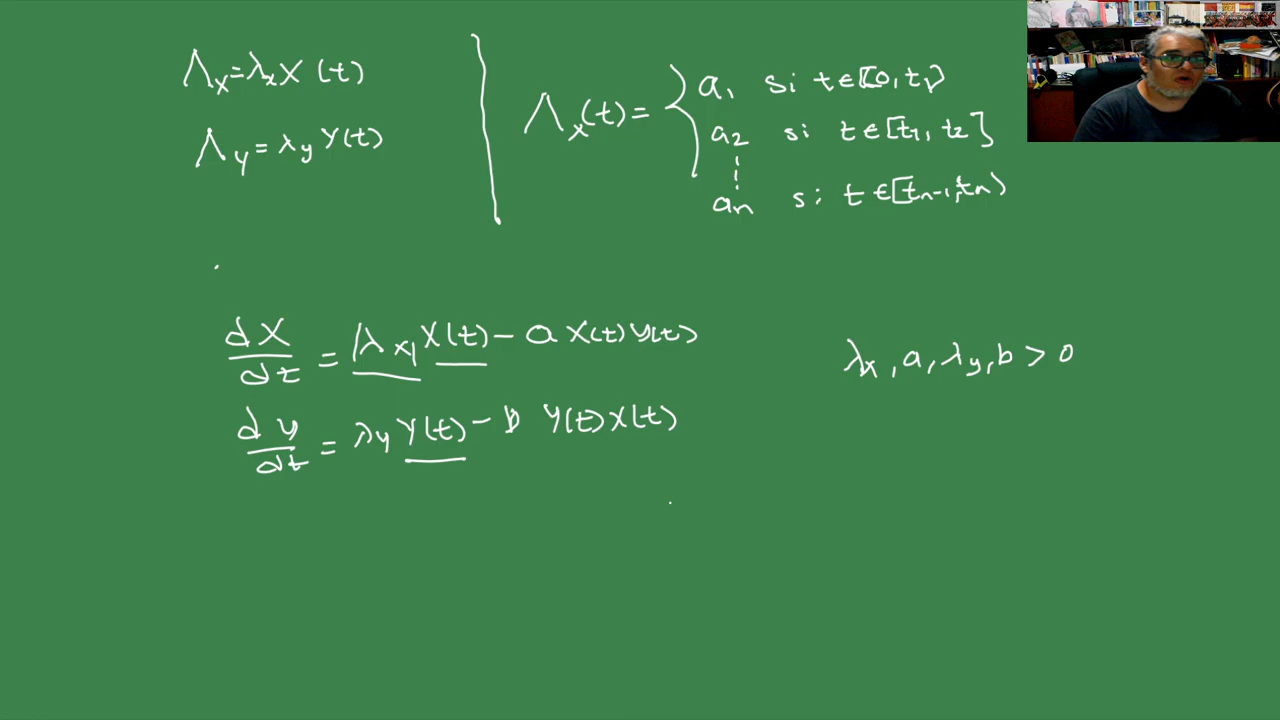 Λx = λx X(t)
Λy = λy Y(t)
Λx(t) = { a1 si t ∈ [0, t1)
a2 si t ∈ [t1, t2]
⋮
an si t ∈ [tn-1, tn)
dX/dt = λx X(t) - a X(t) Y(t)
dy/dt = λy Y(t) - b Y(t) X(t)
λx, a, λy, b > 0